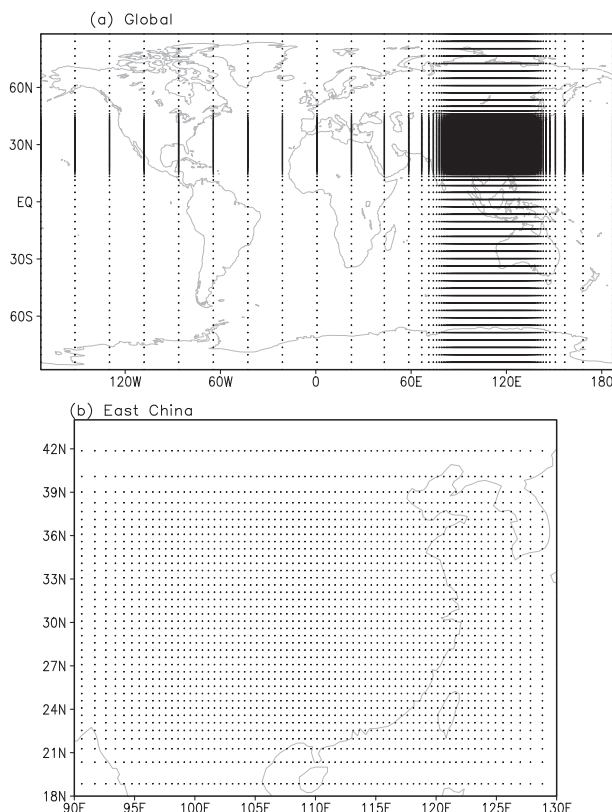 (a) Global
60N
30N
EQ
30S
60S
120W 60W 0 60E 120E 180
(b) East China
42N
39N
36N
33N
30N
27N
24N
21N
18N
90E 95E 100E 105E 110E 115E 120E 125E 130E